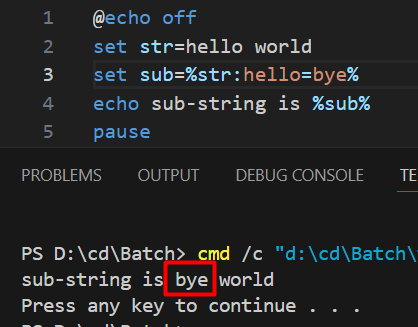 1 @echo off
2 set str=hello world
3 set sub=%str:hello=bye%
4 echo sub-string is %sub%
5 pause
PROBLEMS OUTPUT DEBUG CONSOLE TE
PS D:\cd\Batch> cmd /c "d:\cd\Batch\
sub-string is bye world
Press any key to continue . . .